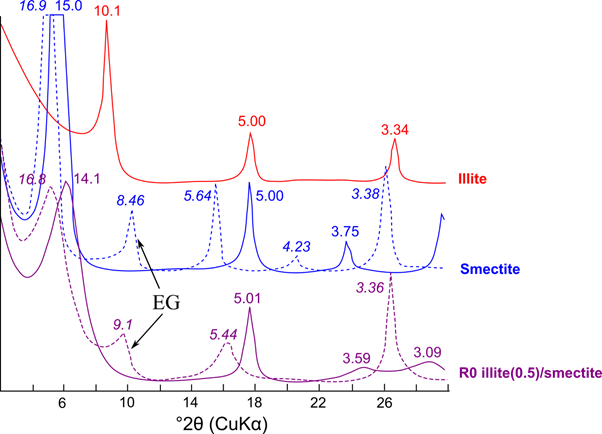 16.9 15.0 10.1
5.00 3.34
Illite
16.8 14.1 8.46 5.64 5.00 3.38
4.23 3.75
Smectite
EG
9.1 5.44 5.01 3.36
3.59 3.09
R0 illite(0.5)/smectite
6 10 14 18 22 26
°2θ (CuKα)